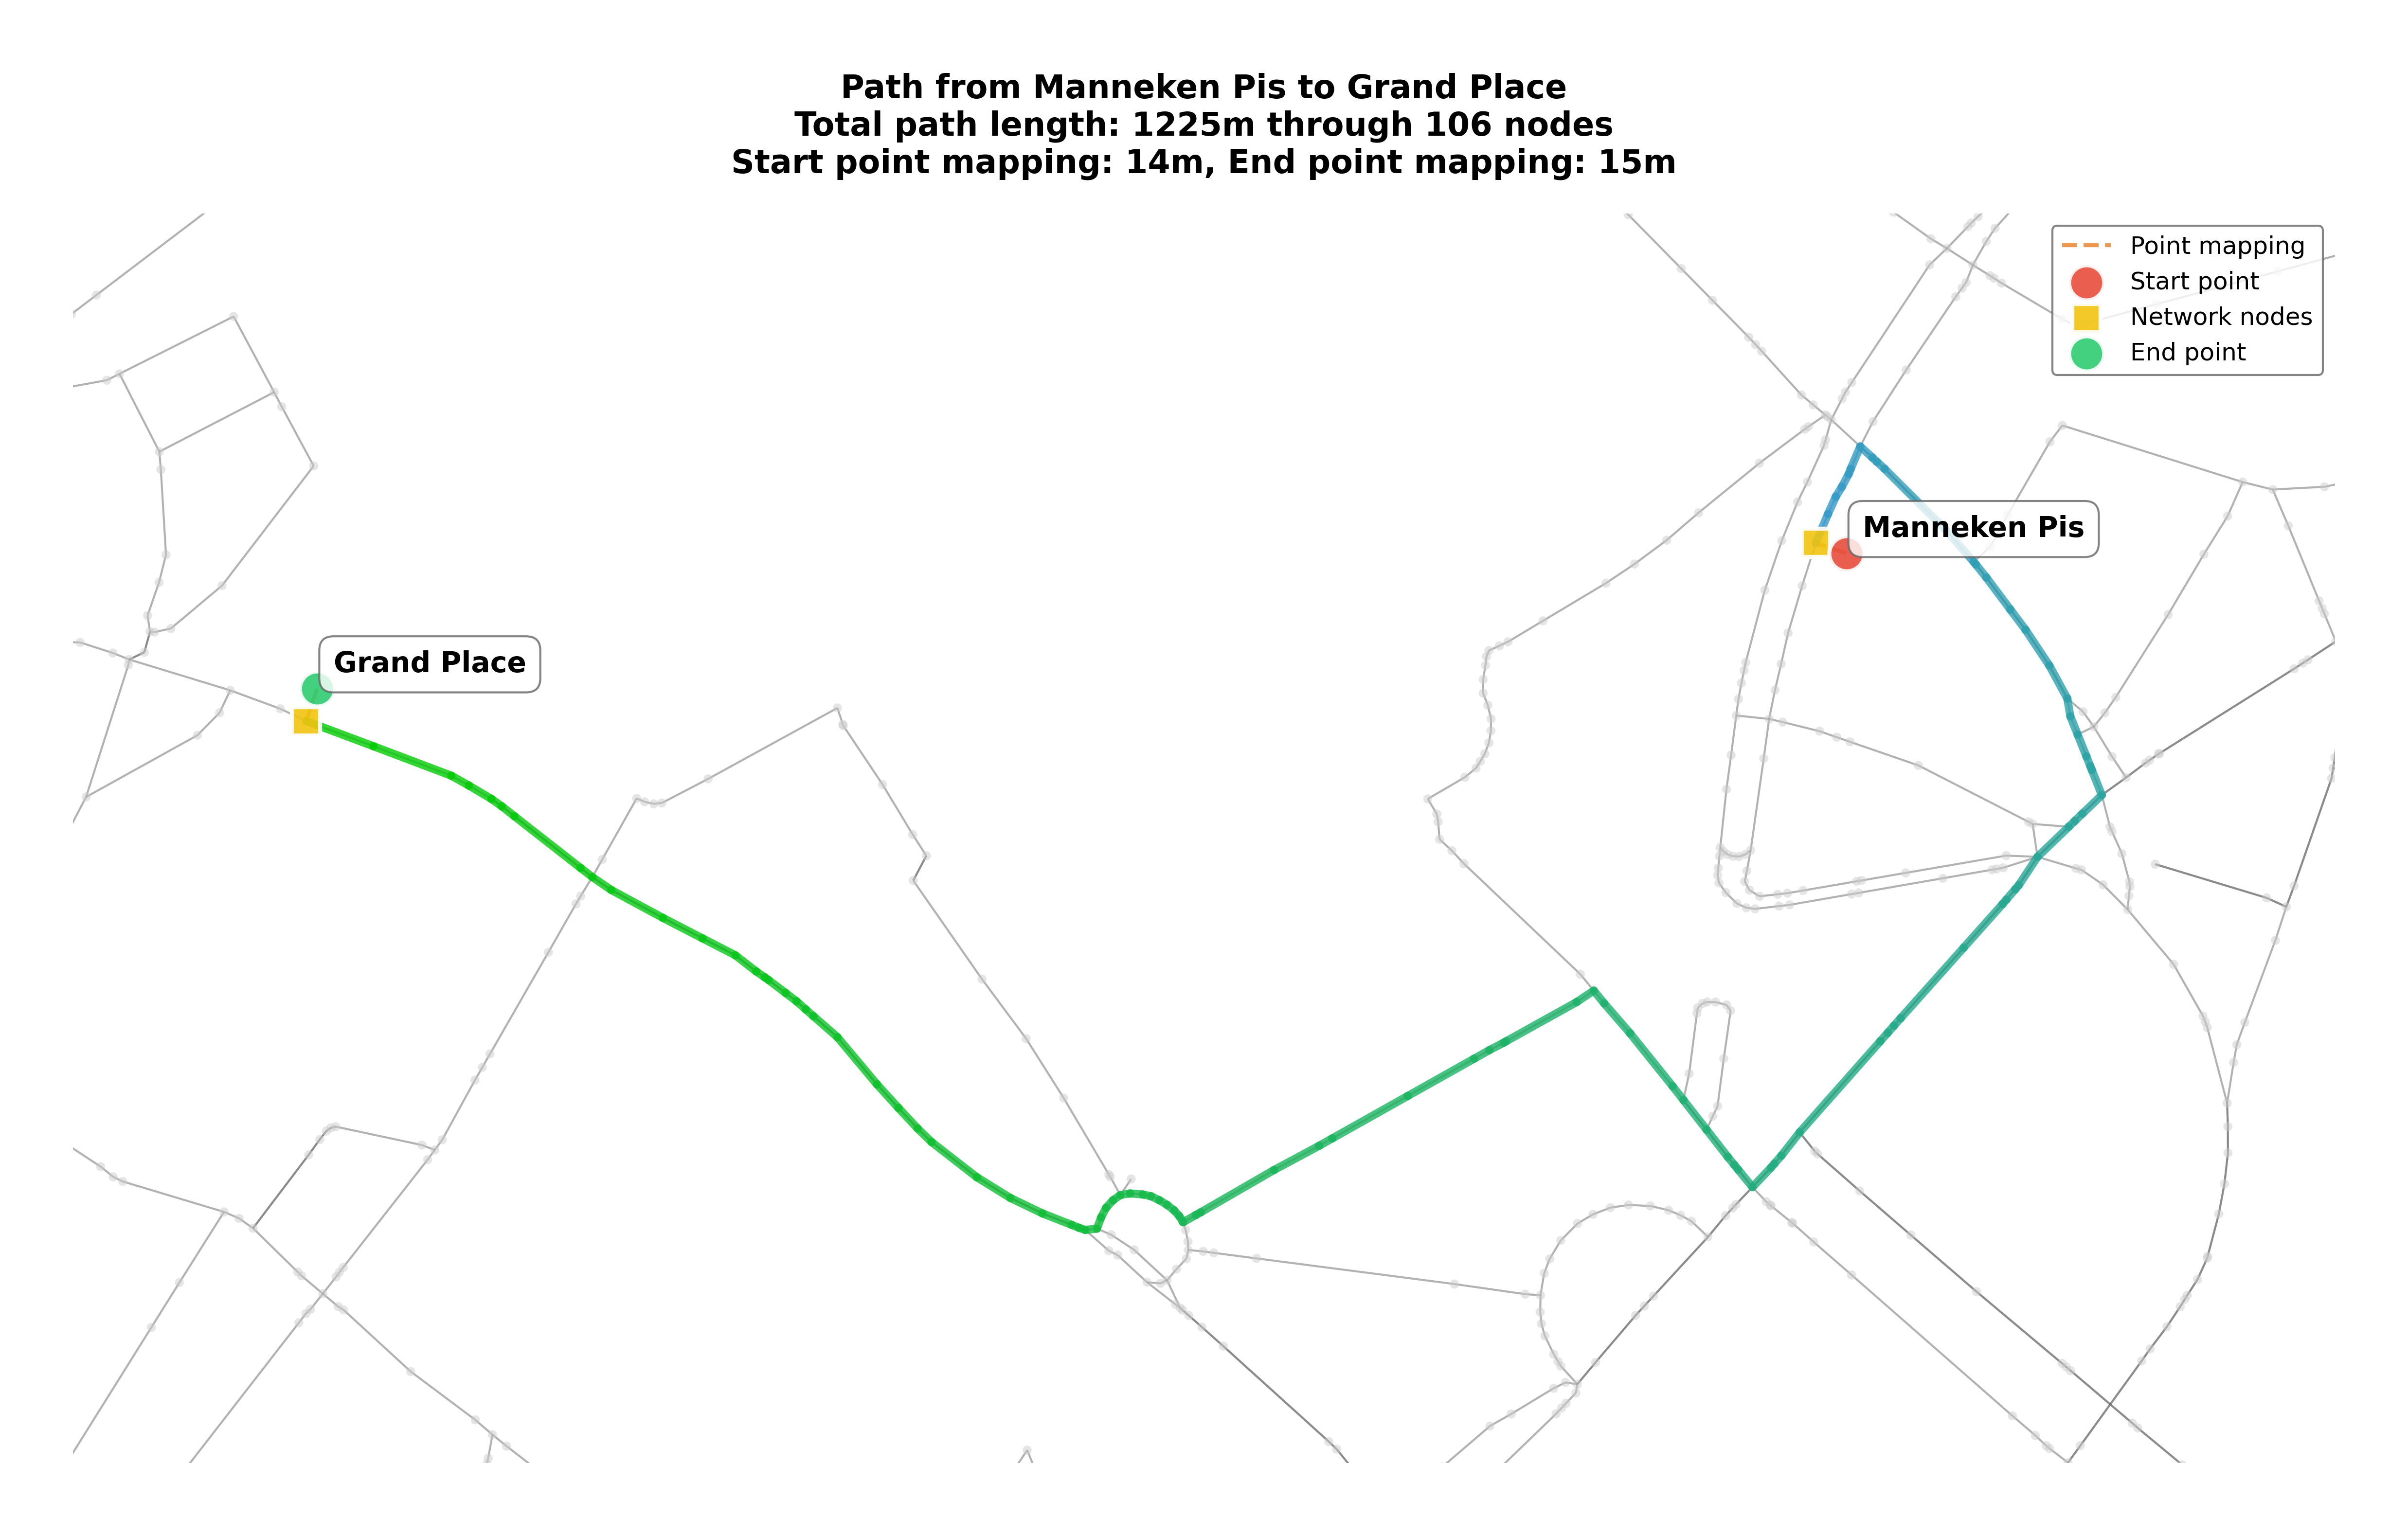 Path from Manneken Pis to Grand Place
Total path length: 1225m through 106 nodes
Start point mapping: 14m, End point mapping: 15m
Point mapping
Start point
Network nodes
End point
Manneken Pis
Grand Place